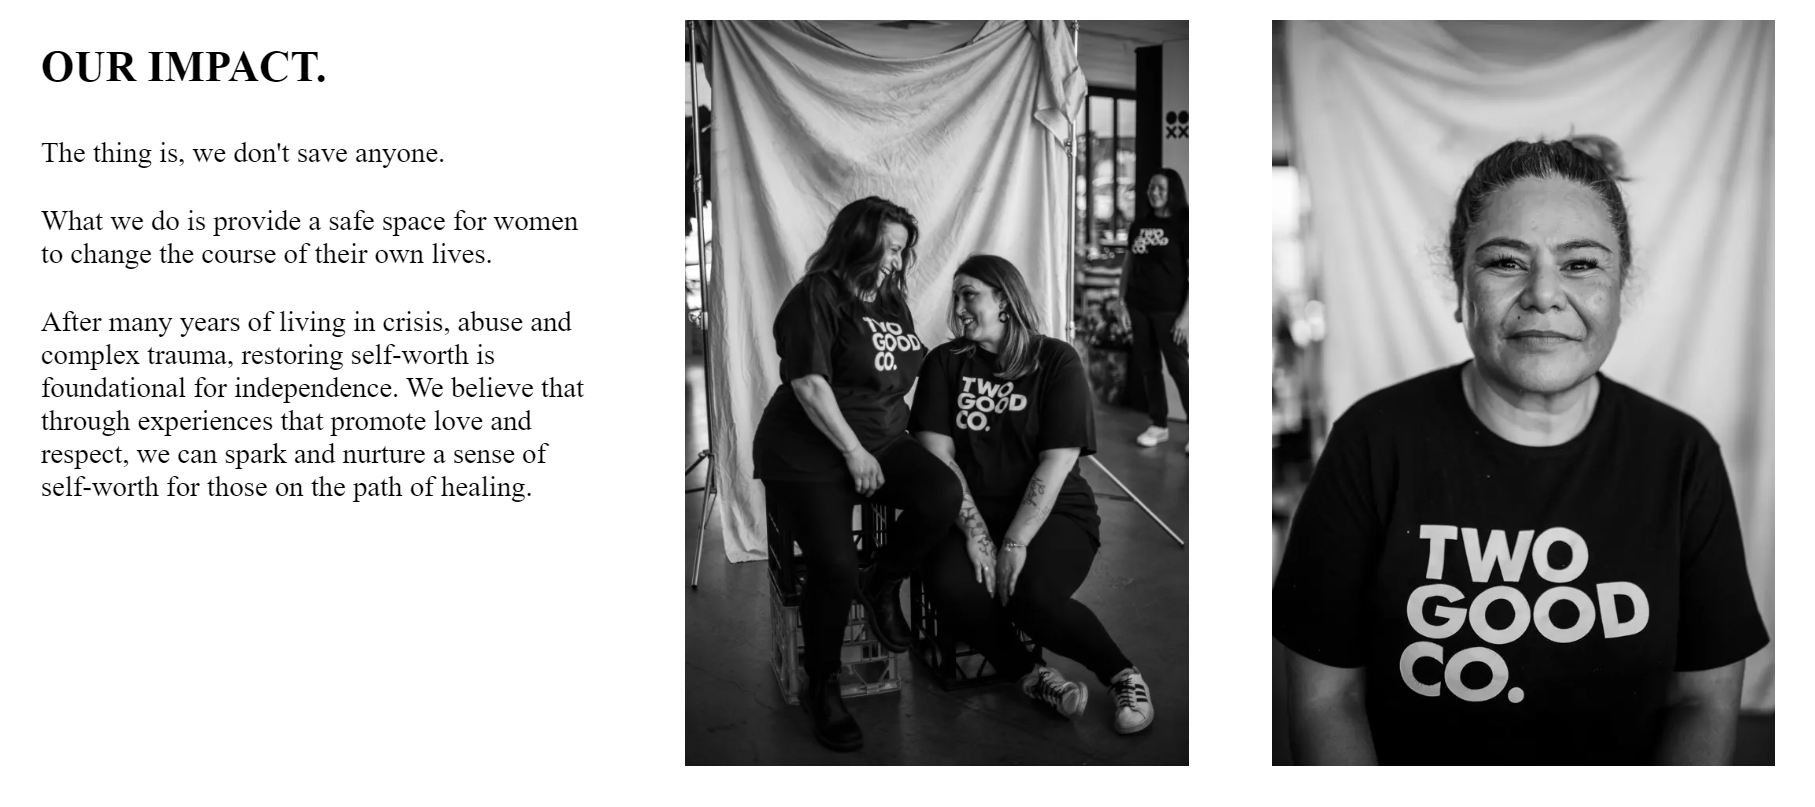 OUR IMPACT.
The thing is, we don't save anyone.
What we do is provide a safe space for women
to change the course of their own lives.
After many years of living in crisis, abuse and
complex trauma, restoring self-worth is
foundational for independence. We believe that
through experiences that promote love and
respect, we can spark and nurture a sense of
self-worth for those on the path of healing.
TWO
GOOD
CO.
TWO
GOOD
CO.
XX
TWO
GOOD
CO.
TWO
GOOD
CO.